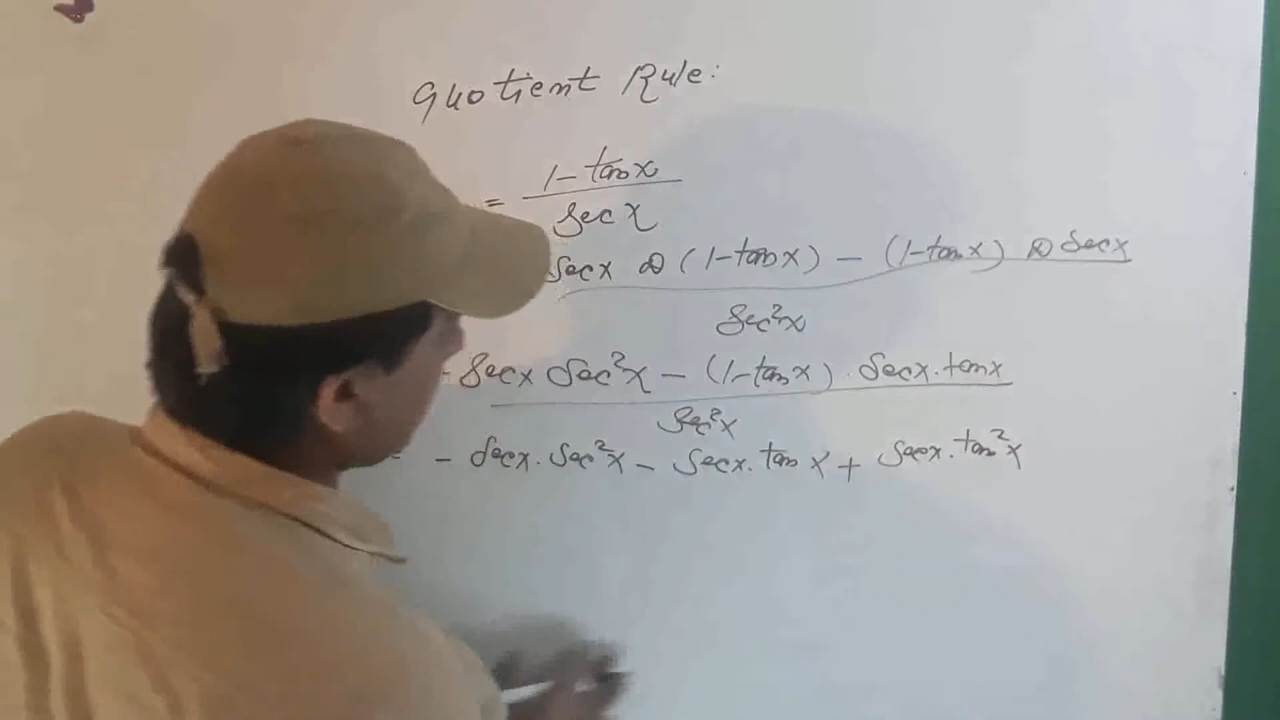 Quotient Rule:
= 1-tanx
secx
secx D (1-tanx) - (1-tanx) D secx
sec²x
- secx sec²x - (1-tanx) . secx.tanx
sec²x
= - secx.sec²x - secx.tanx + secx.tan²x